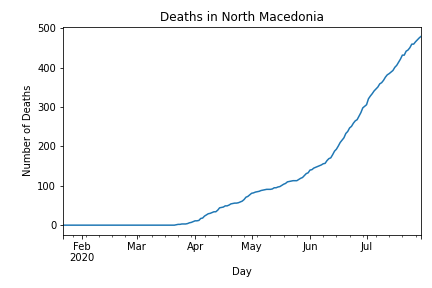 Deaths in North Macedonia
500
400
300
200
100
0
Number of Deaths
Feb Mar Apr May Jun Jul
2020
Day